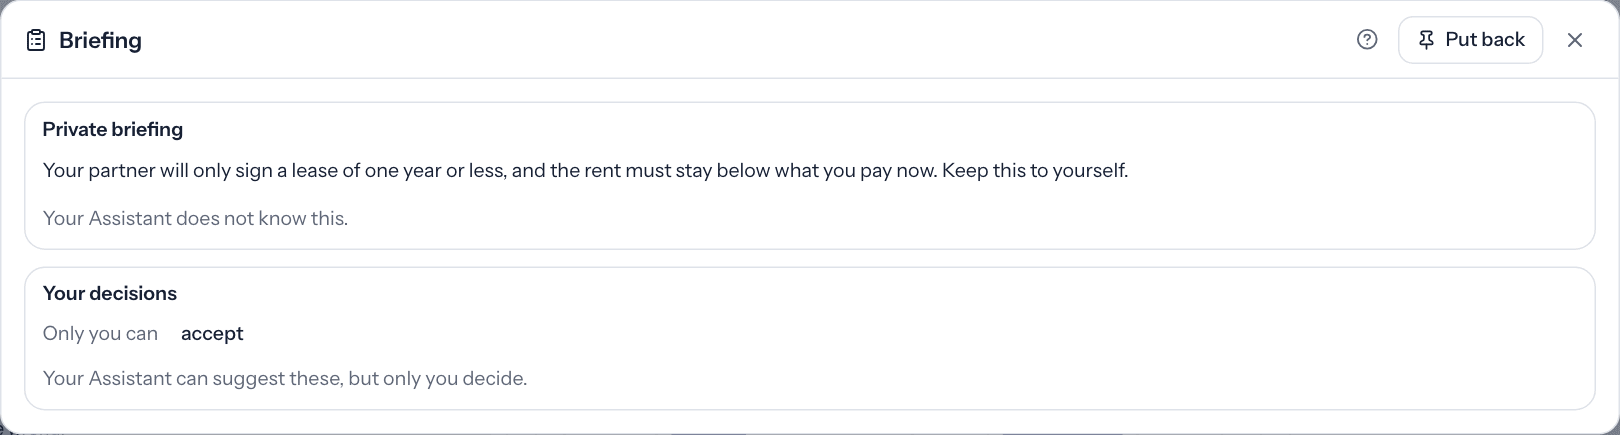 Briefing
Put back
Private briefing
Your partner will only sign a lease of one year or less, and the rent must stay below what you pay now. Keep this to yourself.
Your Assistant does not know this.
Your decisions
Only you can accept
Your Assistant can suggest these, but only you decide.